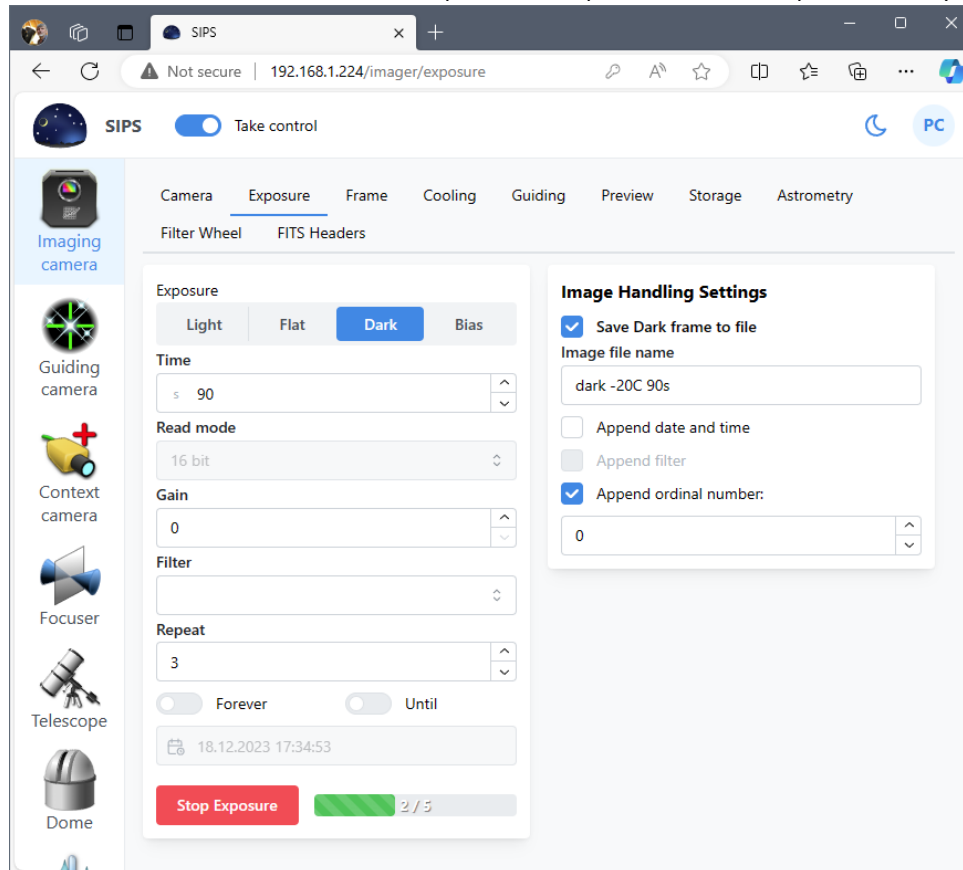 SIPS
Not secure | 192.168.1.224/imager/exposure
SIPS Take control PC
Imaging
camera
Guiding
camera
Context
camera
Focuser
Telescope
Dome
Camera Exposure Frame Cooling Guiding Preview Storage Astrometry
Filter Wheel FITS Headers
Exposure
Light Flat Dark Bias
Time
s 90
Read mode
16 bit
Gain
0
Filter
Repeat
3
Forever Until
18.12.2023 17:34:53
Stop Exposure 2 / 5
Image Handling Settings
Save Dark frame to file
Image file name
dark -20C 90s
Append date and time
Append filter
Append ordinal number:
0